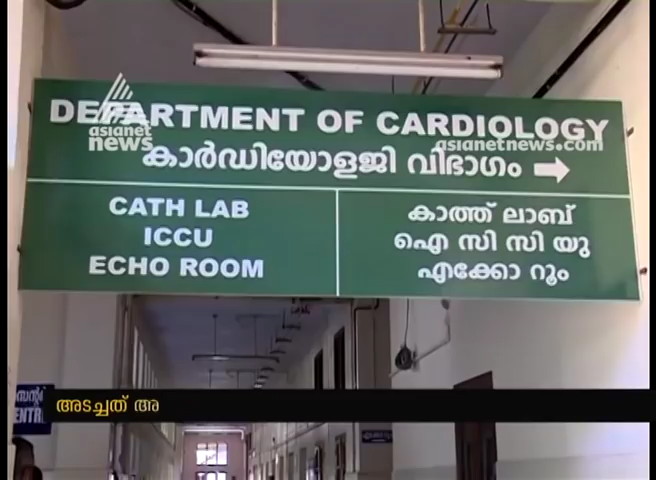 DEPARTMENT OF CARDIOLOGY
asianet
news
asianetnews.com
കാർഡിയോളജി വിഭാഗം
CATH LAB
കാത്ത് ലാബ്
ICCU
ഐ സി സി യു
ECHO ROOM
എക്കോ റൂം
അടച്ചത് അ